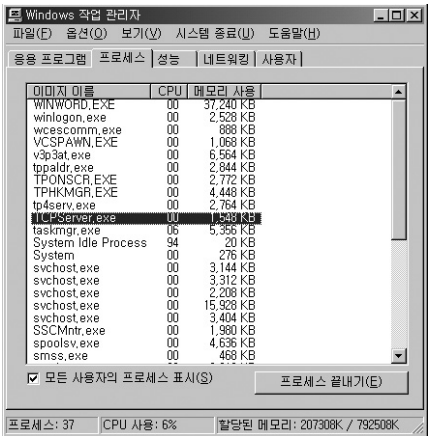 Windows 작업 관리자
파일(F) 옵션(O) 보기(V) 시스템 종료(U) 도움말(H)
응용 프로그램 프로세스 성능 네트워킹 사용자
이미지 이름 CPU 메모리 사용
WINWORD.EXE 00 37,240 KB
winlogon.exe 00 2,528 KB
wcescomm.exe 00 888 KB
VCSPAWN.EXE 00 1,068 KB
v3p3at.exe 00 6,564 KB
tppaldr.exe 00 2,844 KB
TPONSCR.EXE 00 2,772 KB
TPHKMGR.EXE 00 4,448 KB
tp4serv.exe 00 2,764 KB
TCPServer.exe 00 1,548 KB
taskmgr.exe 06 5,356 KB
System Idle Process 94 20 KB
System 00 276 KB
svchost.exe 00 3,144 KB
svchost.exe 00 3,312 KB
svchost.exe 00 2,208 KB
svchost.exe 00 15,928 KB
svchost.exe 00 3,404 KB
SSCMntr.exe 00 1,980 KB
spoolsv.exe 00 4,636 KB
smss.exe 00 468 KB
모든 사용자의 프로세스 표시(S) 프로세스 끝내기(E)
프로세스: 37 CPU 사용: 6% 할당된 메모리: 207308K / 792508K